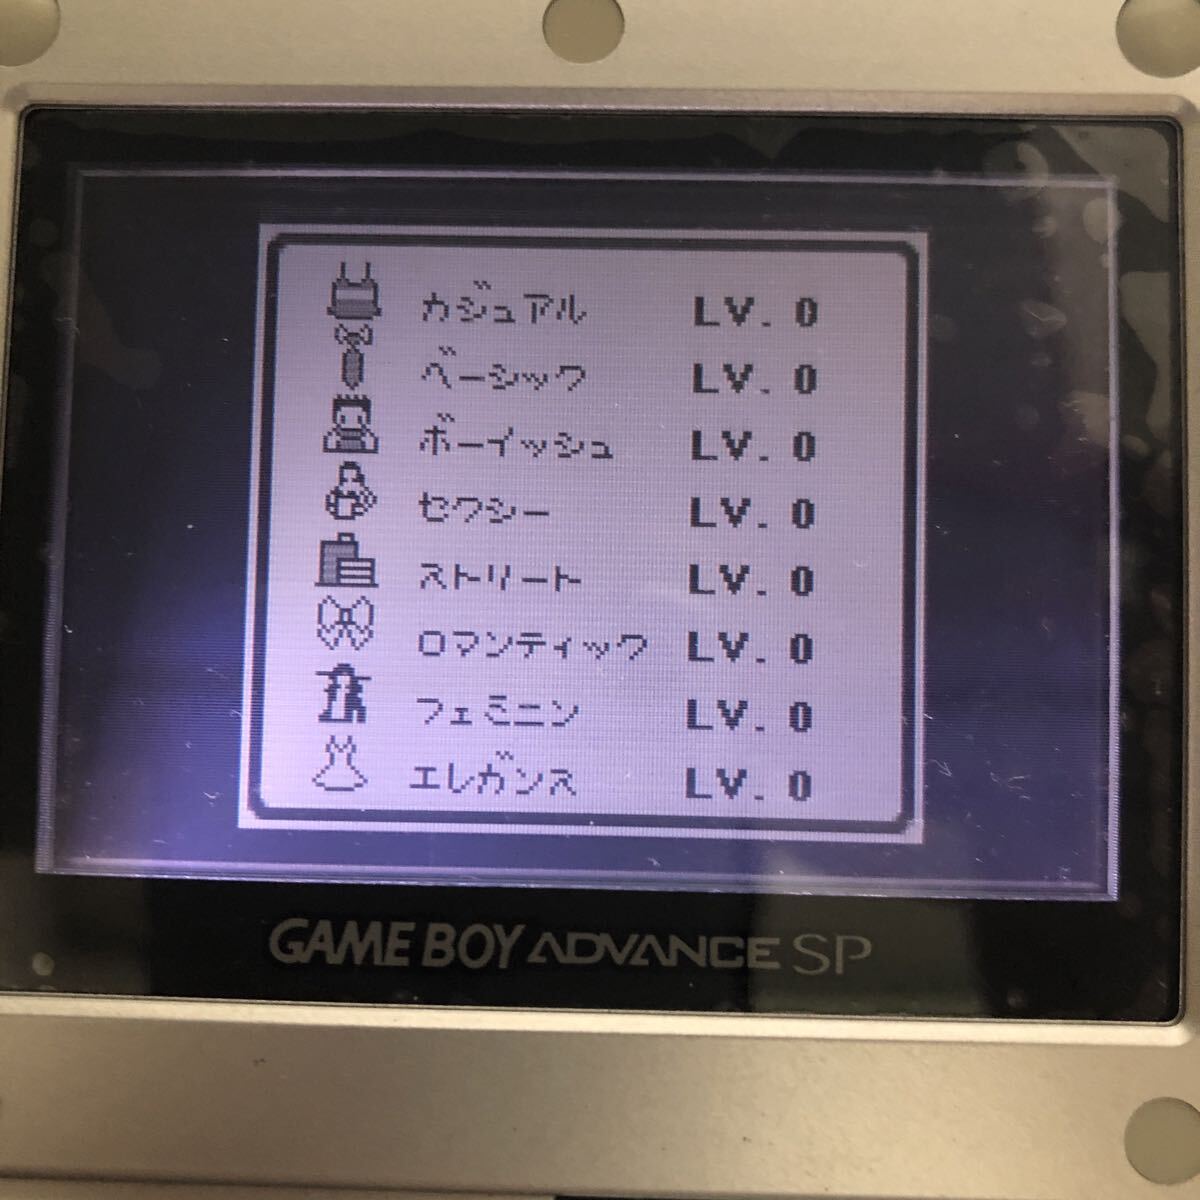 カジュアル LV. 0
ベーシック LV. 0
ボーイッシュ LV. 0
セクシー LV. 0
ストリート LV. 0
ロマンティック LV. 0
フェミニン LV. 0
エレガンス LV. 0
GAME BOY ADVANCE SP